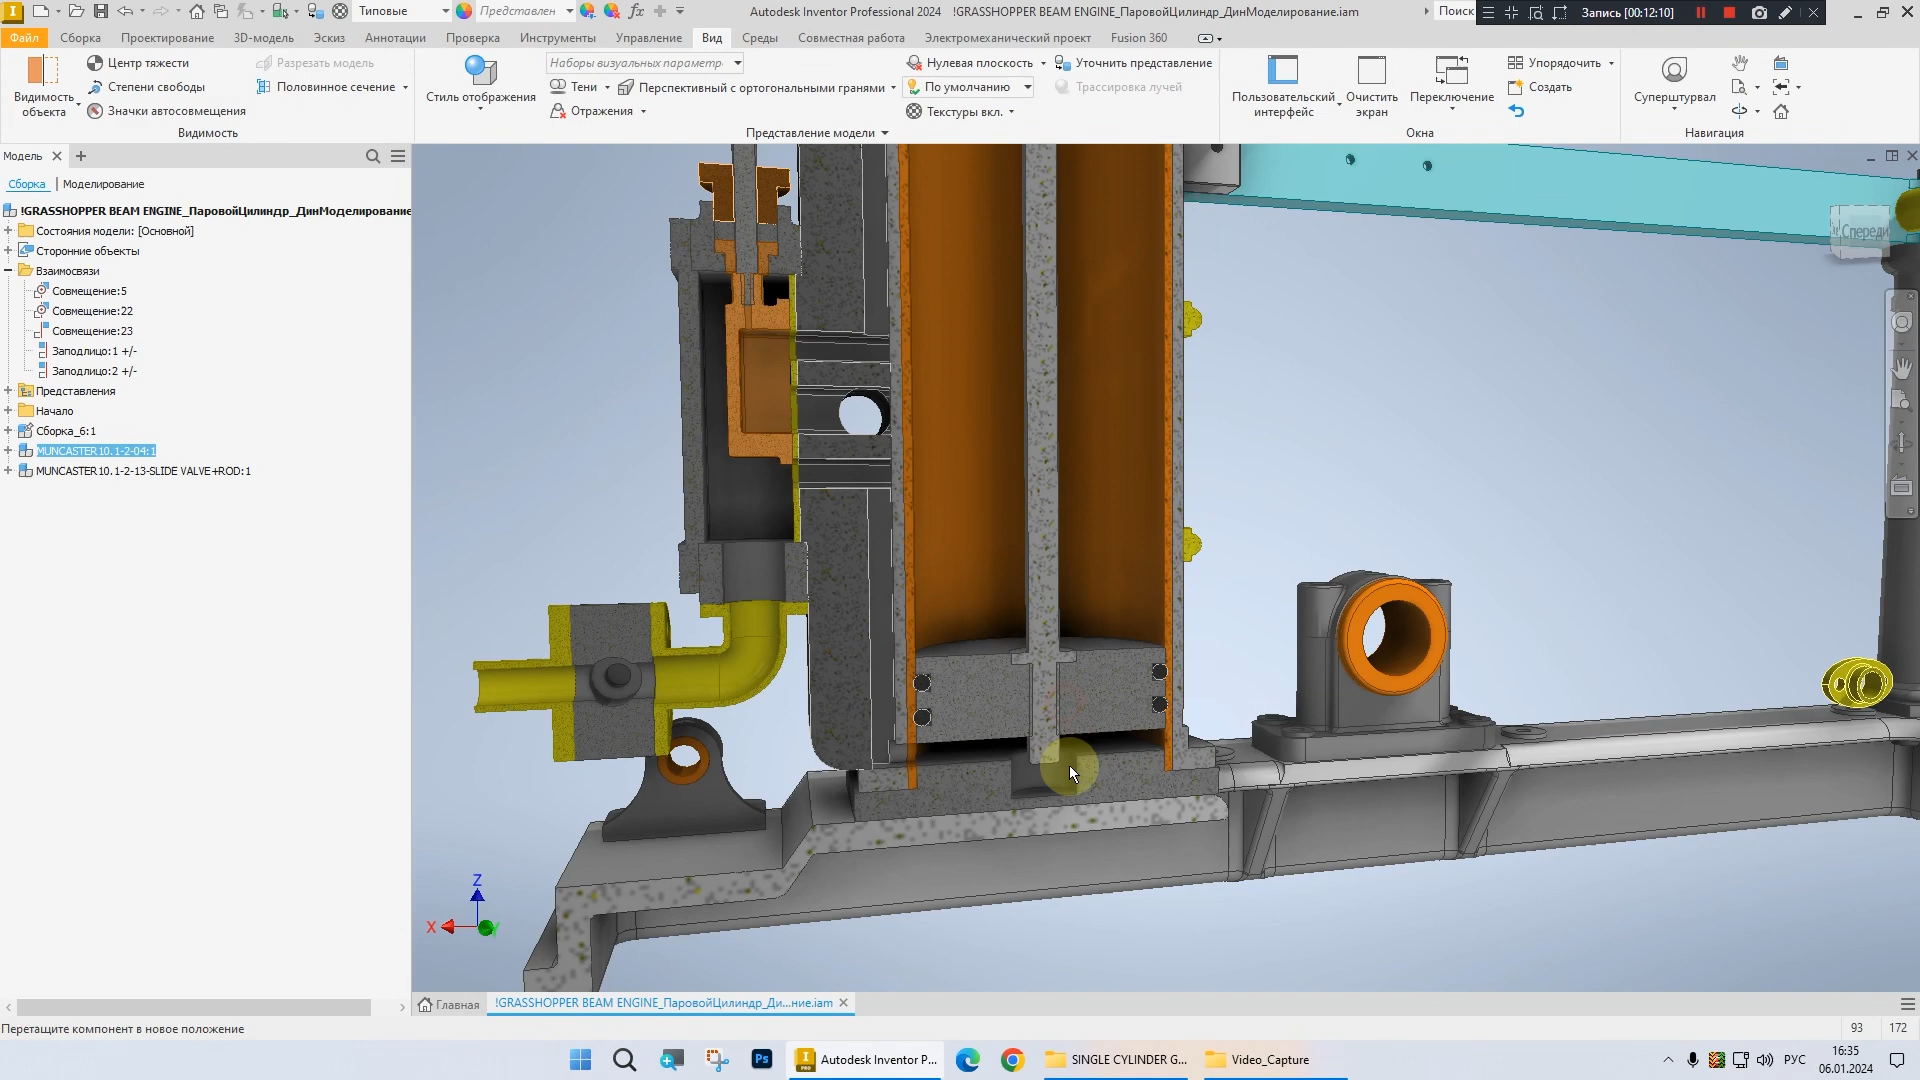 Типовые
Представлен
Autodesk Inventor Professional 2024 !GRASSHOPPER BEAM ENGINE_ПаровойЦилиндр_ДинМоделирование.iam
Поиск
Запись [00:12:10]
Файл Сборка Проектирование 3D-модель Эскиз Аннотации Проверка Инструменты Управление Вид Среды Совместная работа Электромеханический проект Fusion 360
Видимость объекта
Центр тяжести
Степени свободы
Значки автосовмещения
Разрезать модель
Половинное сечение
Видимость
Стиль отображения
Наборы визуальных параметр
Тени
Перспективный с ортогональными гранями
Отражения
Нулевая плоскость
По умолчанию
Текстуры вкл.
Уточнить представление
Трассировка лучей
Представление модели
Пользовательский интерфейс
Очистить экран
Переключение
Упорядочить
Создать
Окна
Суперштурвал
Навигация
Модель
Сборка Моделирование
!GRASSHOPPER BEAM ENGINE_ПаровойЦилиндр_ДинМоделирование
Состояния модели: [Основной]
Сторонние объекты
Взаимосвязи
Совмещение:5
Совмещение:22
Совмещение:23
Заподлицо:1 +/-
Заподлицо:2 +/-
Представления
Начало
Сборка_6:1
MUNCASTER10.1-2-04:1
MUNCASTER10.1-2-13-SLIDE VALVE+ROD:1
Спереди
Z
X
Y
Главная
!GRASSHOPPER BEAM ENGINE_ПаровойЦилиндр_Ди...ние.iam
Перетащите компонент в новое положение
93 172
Ps
Autodesk Inventor P...
SINGLE CYLINDER G...
Video_Capture
РУС
16:35
06.01.2024